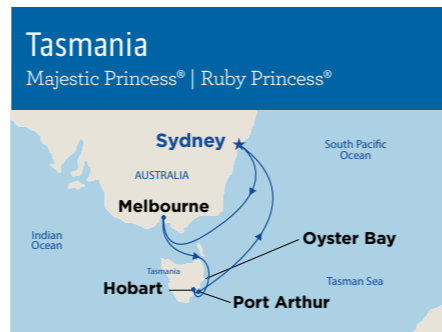 Tasmania
Majestic Princess® | Ruby Princess®
Sydney
South Pacific
Ocean
AUSTRALIA
Melbourne
Indian
Ocean
Oyster Bay
Tasmania
Tasman Sea
Hobart
Port Arthur